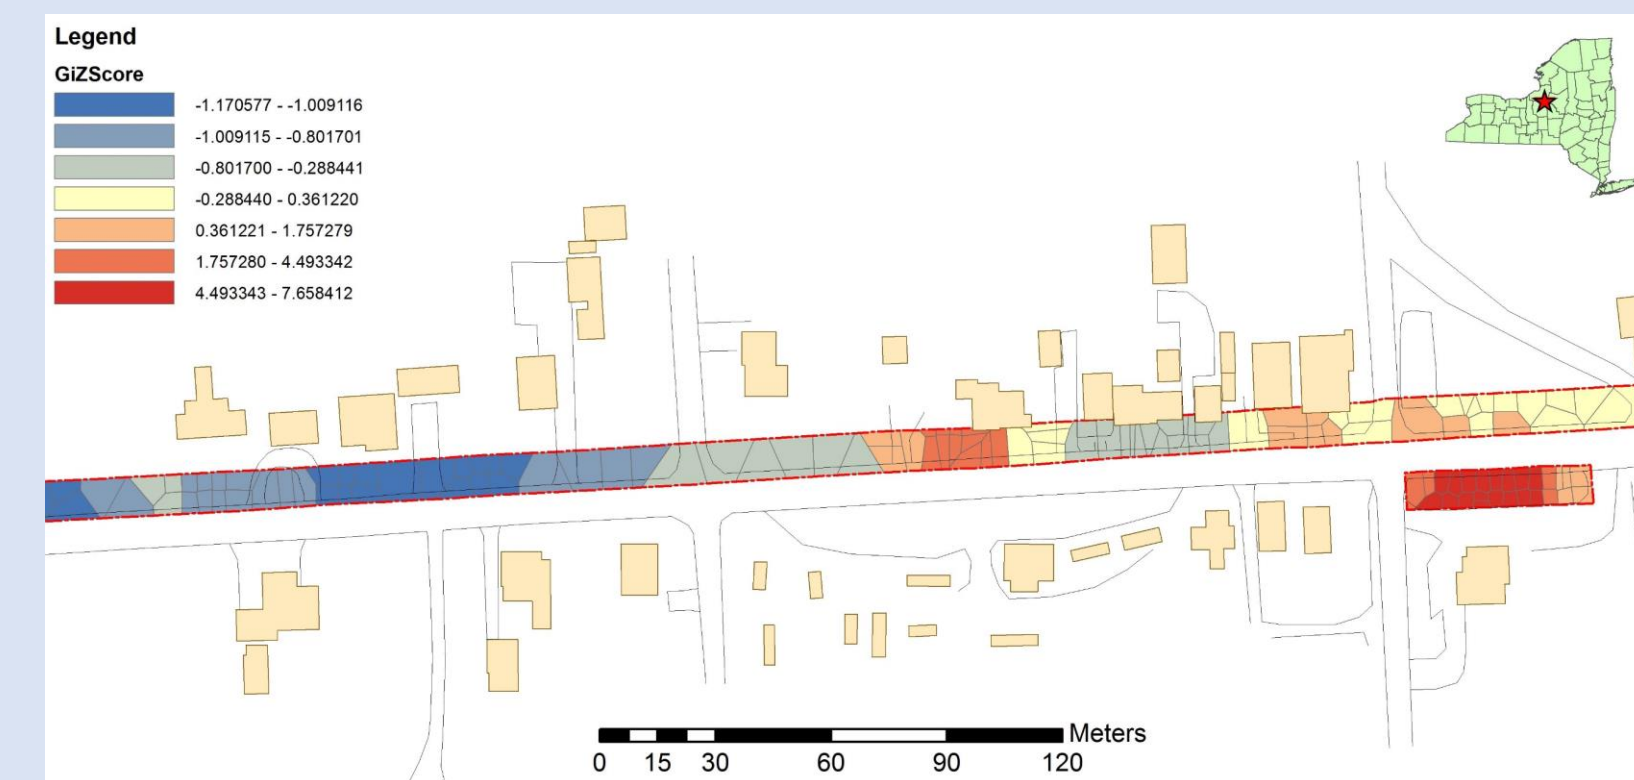 Legend
GiZScore
-1.170577 - -1.009116
-1.009115 - -0.801701
-0.801700 - -0.288441
-0.288440 - 0.361220
0.361221 - 1.757279
1.757280 - 4.493342
4.493343 - 7.658412
Meters
0 15 30 60 90 120